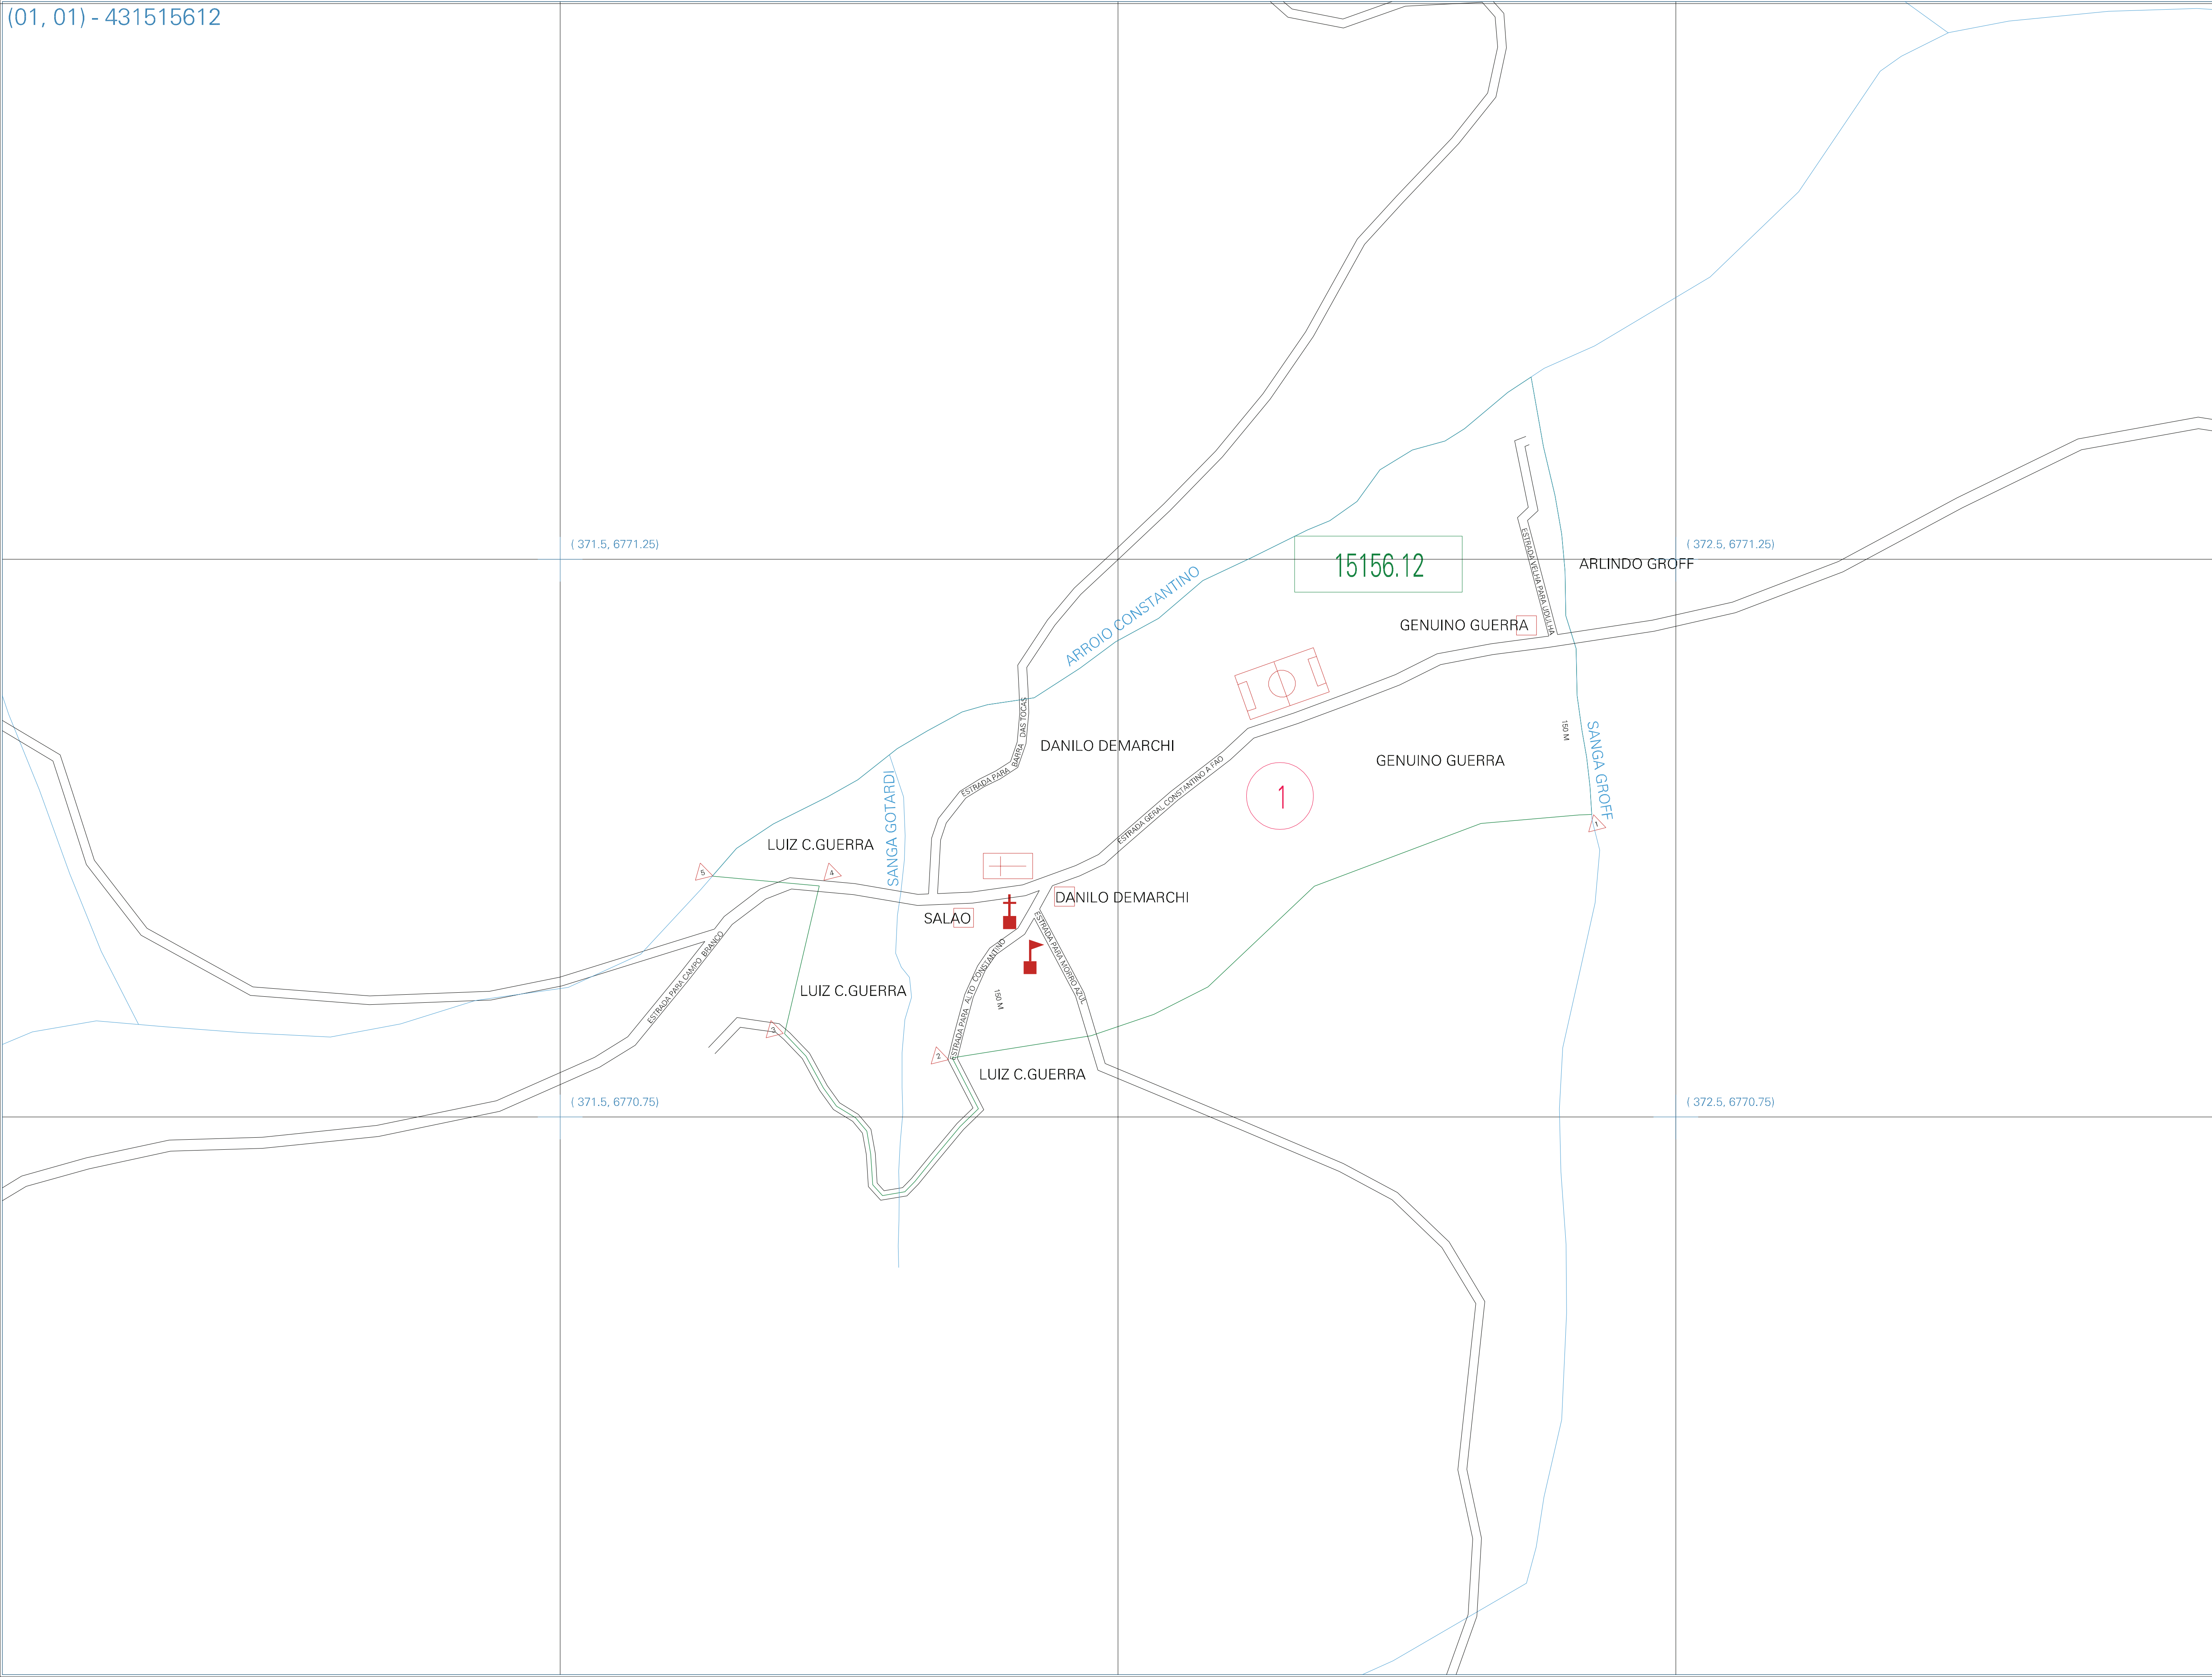 (01, 01) - 431515612
( 371.5, 6771.25)
( 372.5, 6771.25)
15156.12
ARLINDO GROFF
ESTRADA VELHA PARA UDULHA
ARROIO CONSTANTINO
GENUINO GUERRA
ESTRADA PARA BARRA DAS TOCAS
DANILO DEMARCHI
150 M
SANGA GROFF
GENUINO GUERRA
ESTRADA GERAL CONSTANTINO A FAO
1
SANGA GOTARDI
LUIZ C.GUERRA
1
5
4
DANILO DEMARCHI
SALAO
ESTRADA PARA CAMPO BRANCO
ESTRADA PARA ALTO CONSTANTINO
ESTRADA PARA MORRO AZUL
LUIZ C.GUERRA
150 M
3
2
LUIZ C.GUERRA
( 371.5, 6770.75)
( 372.5, 6770.75)